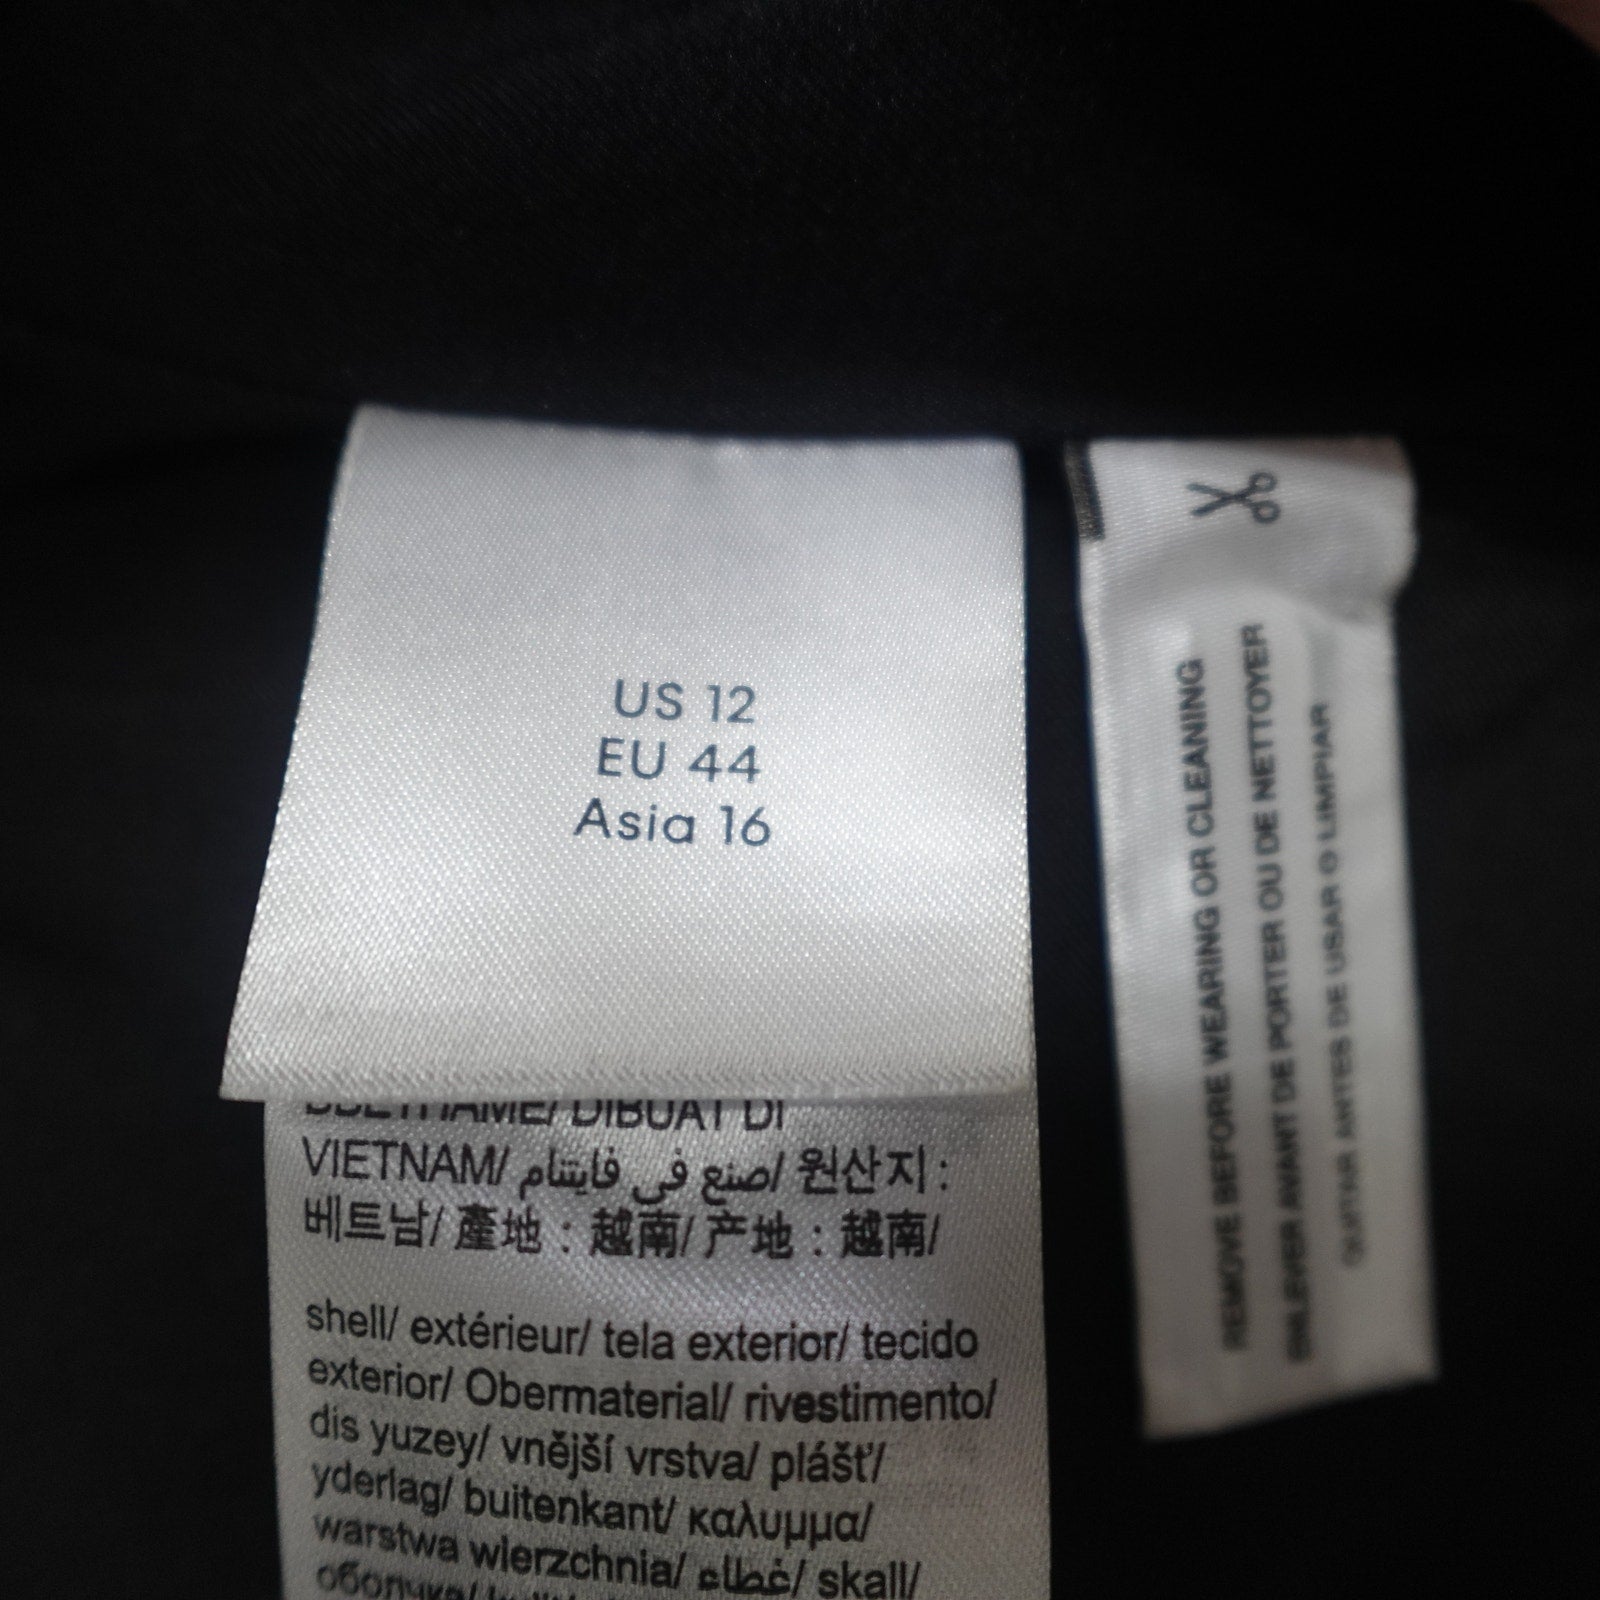 US 12
EU 44
Asia 16
DIBUAT DI
VIETNAM/ صنع في فايتنام/ 원산지 :
베트남/ 產地 : 越南/ 产地 : 越南/
shell/ extérieur/ tela exterior/ tecido
exterior/ Obermaterial/ rivestimento/
dis yuzey/ vnější vrstva/ plášť/
yderlag/ buitenkant/ καλυμμα/
warstwa wierzchnia/ غطاء/ skall/
REMOVE BEFORE WEARING OR CLEANING
ENLEVER AVANT DE PORTER OU DE NETTOYER
QUITAR ANTES DE USAR O LIMPIAR